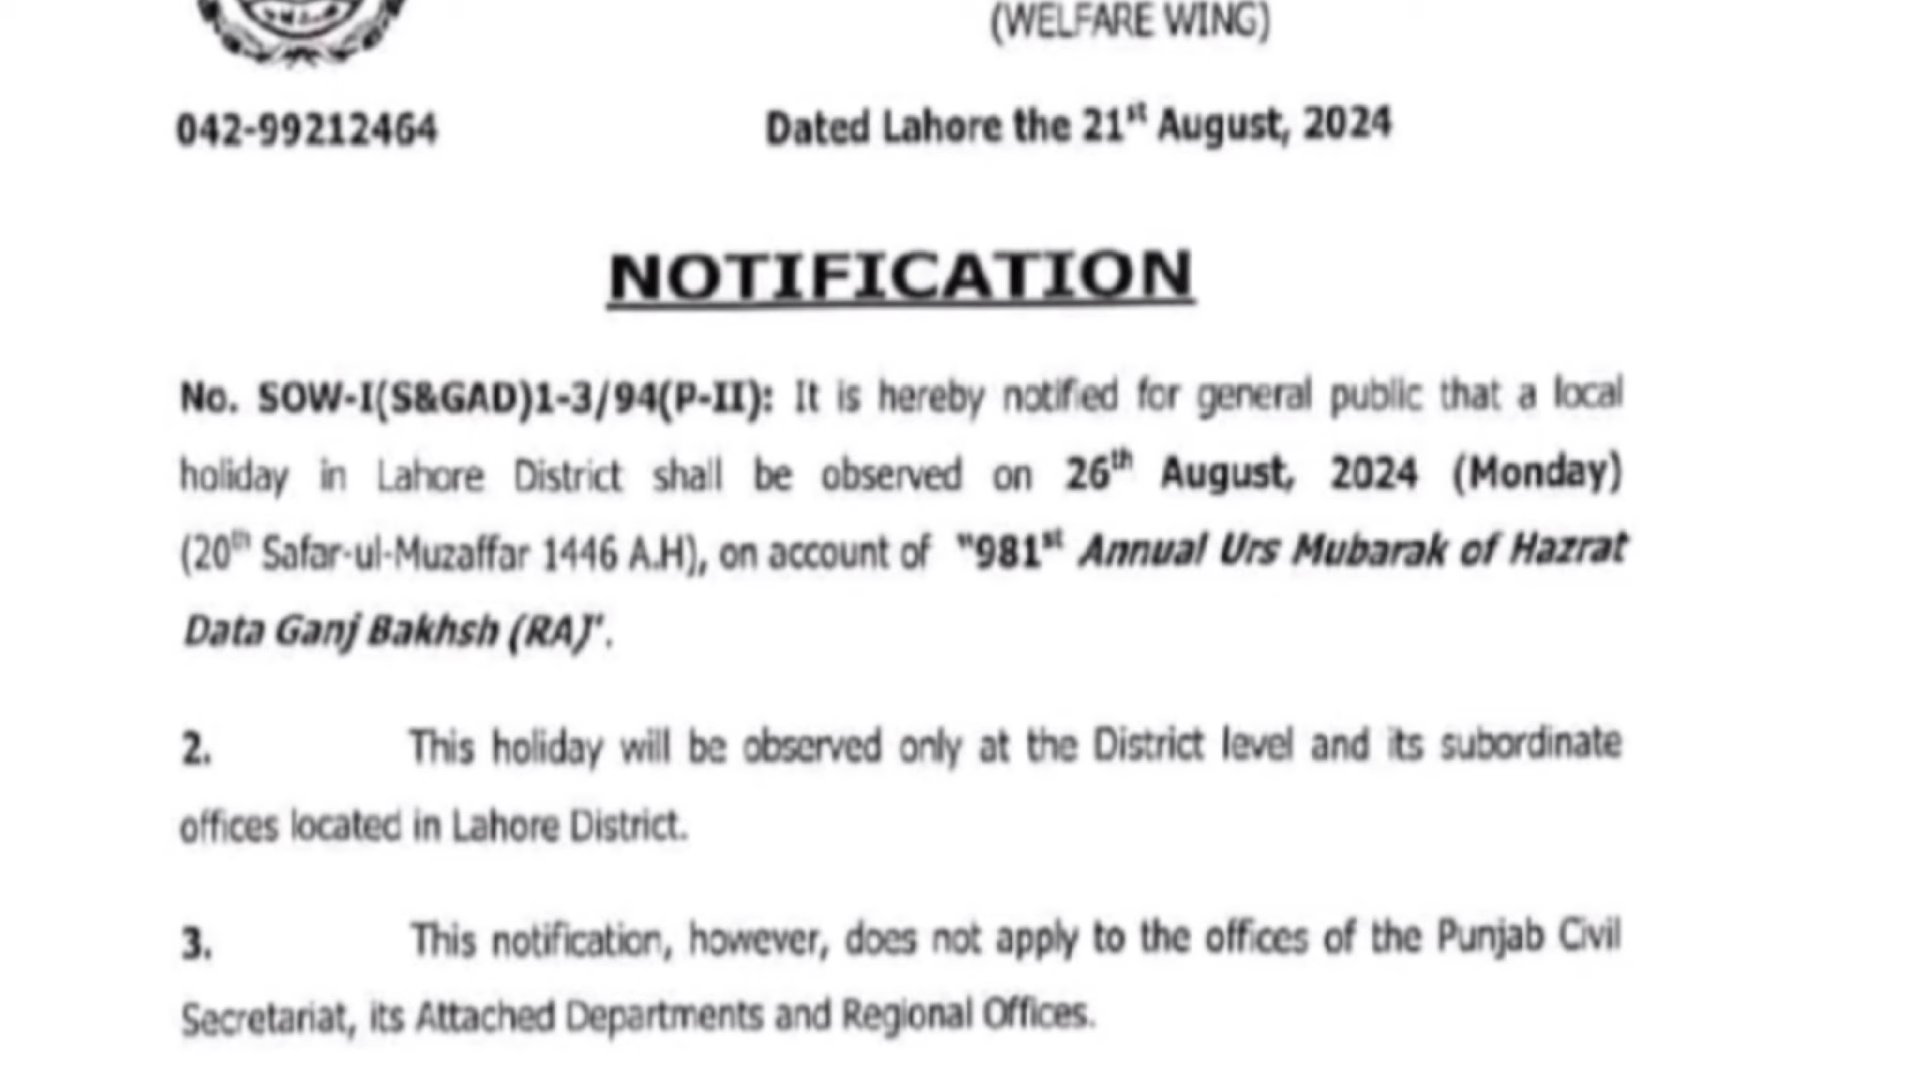 (WELFARE WING)
042-99212464
Dated Lahore the 21st August, 2024
NOTIFICATION
No. SOW-I(S&GAD)1-3/94(P-II): It is hereby notified for general public that a local
holiday in Lahore District shall be observed on 26th August, 2024 (Monday)
(20th Safar-ul-Muzaffar 1446 A.H), on account of "981st Annual Urs Mubarak of Hazrat
Data Ganj Bakhsh (RA)'.
2. This holiday will be observed only at the District level and its subordinate
offices located in Lahore District.
3. This notification, however, does not apply to the offices of the Punjab Civil
Secretariat, its Attached Departments and Regional Offices.